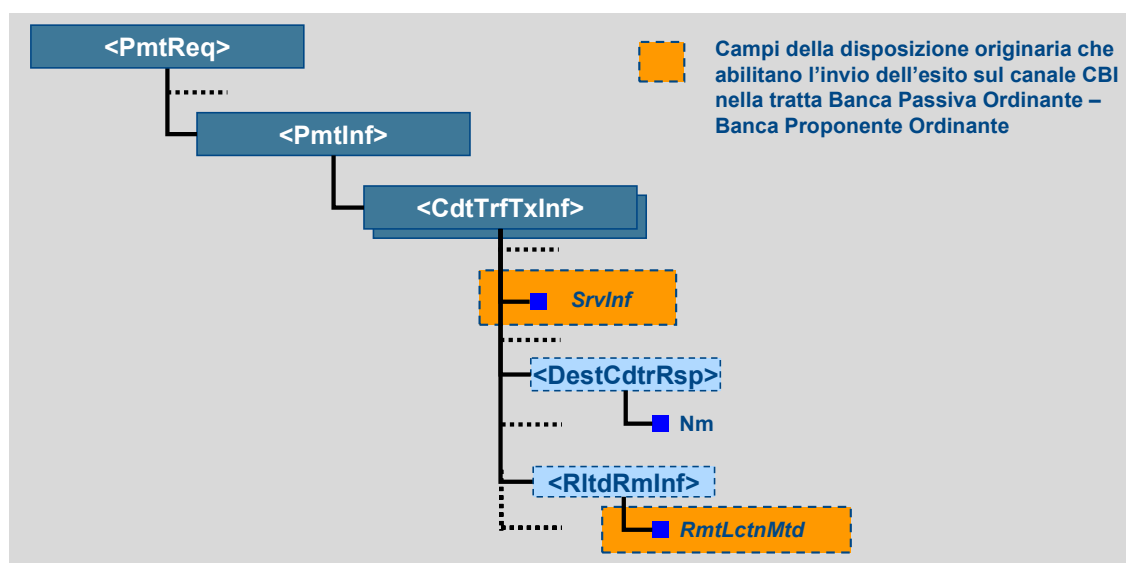 <PmtReq>
Campi della disposizione originaria che
abilitano l’invio dell’esito sul canale CBI
nella tratta Banca Passiva Ordinante –
Banca Proponente Ordinante
<PmtInf>
<CdtTrfTxInf>
SrvInf
<DestCdtrRsp>
Nm
<RltdRmInf>
RmtLctnMtd